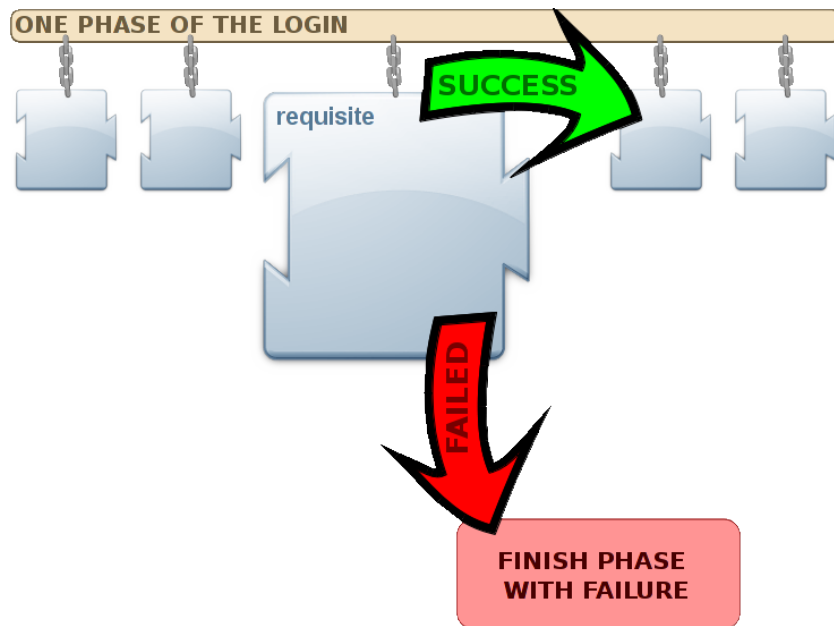 ONE PHASE OF THE LOGIN
SUCCESS
requisite
FAILED
FINISH PHASE
WITH FAILURE